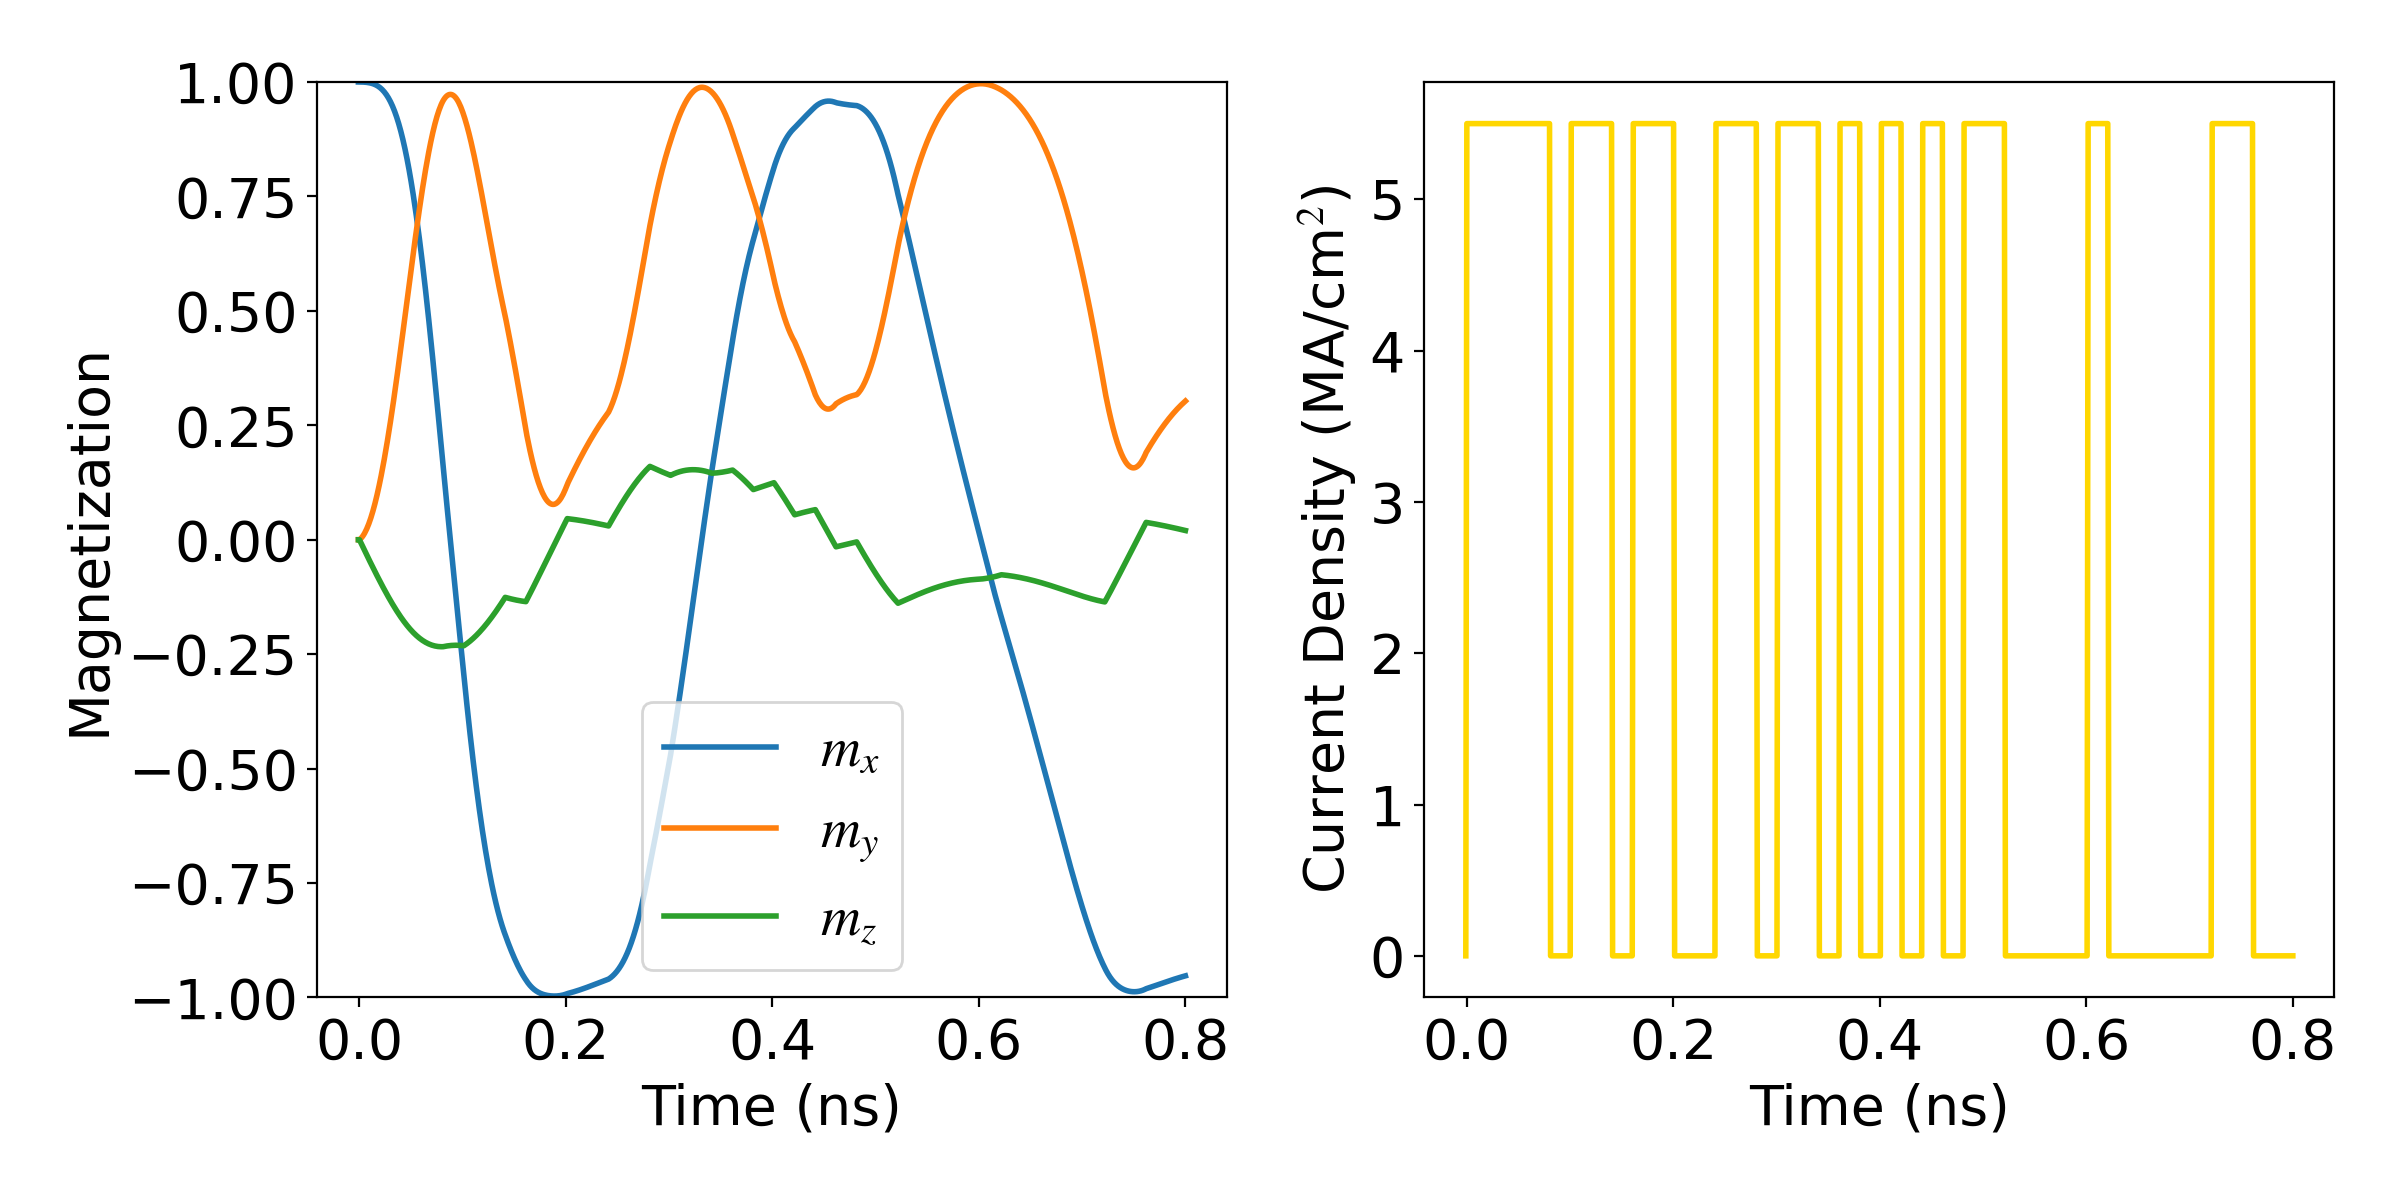 1.00
0.75
0.50
0.25
0.00
−0.25
−0.50
−0.75
−1.00
Magnetization
0.0 0.2 0.4 0.6 0.8
Time (ns)
m_x
m_y
m_z
5
4
3
2
1
0
Current Density (MA/cm²)
0.0 0.2 0.4 0.6 0.8
Time (ns)